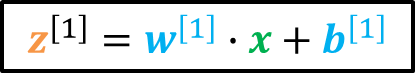 z[1] = w[1] · x + b[1]